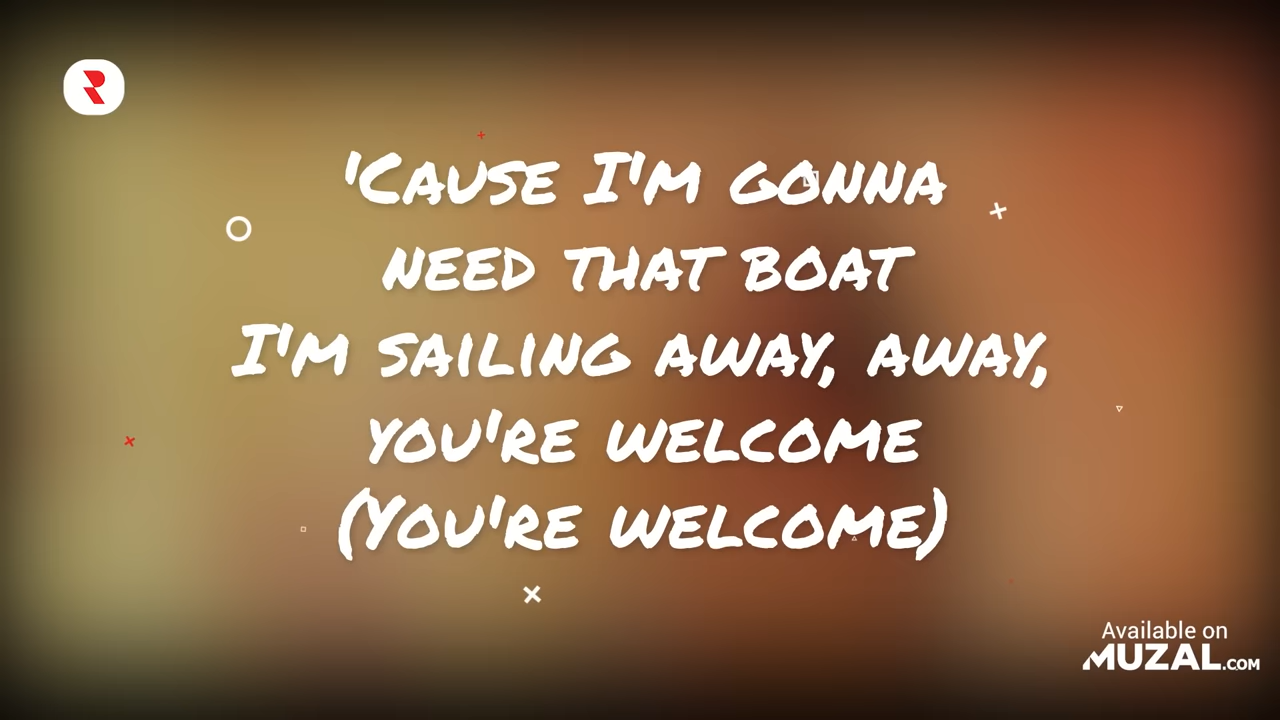 'Cause I'm gonna
need that boat
I'm sailing away, away,
you're welcome
(You're welcome)
Available on
MUZAL.COM